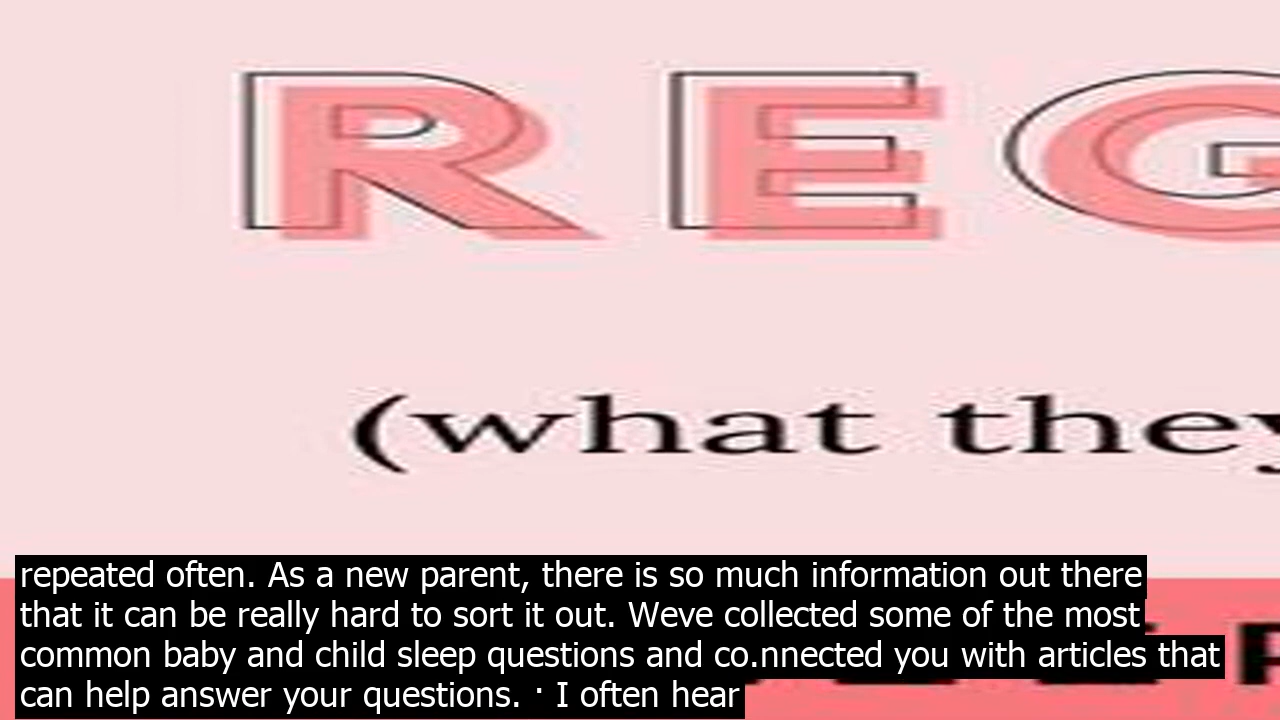 REG
(what they
repeated often. As a new parent, there is so much information out there
that it can be really hard to sort it out. Weve collected some of the most
common baby and child sleep questions and co.nnected you with articles that
can help answer your questions. · I often hear